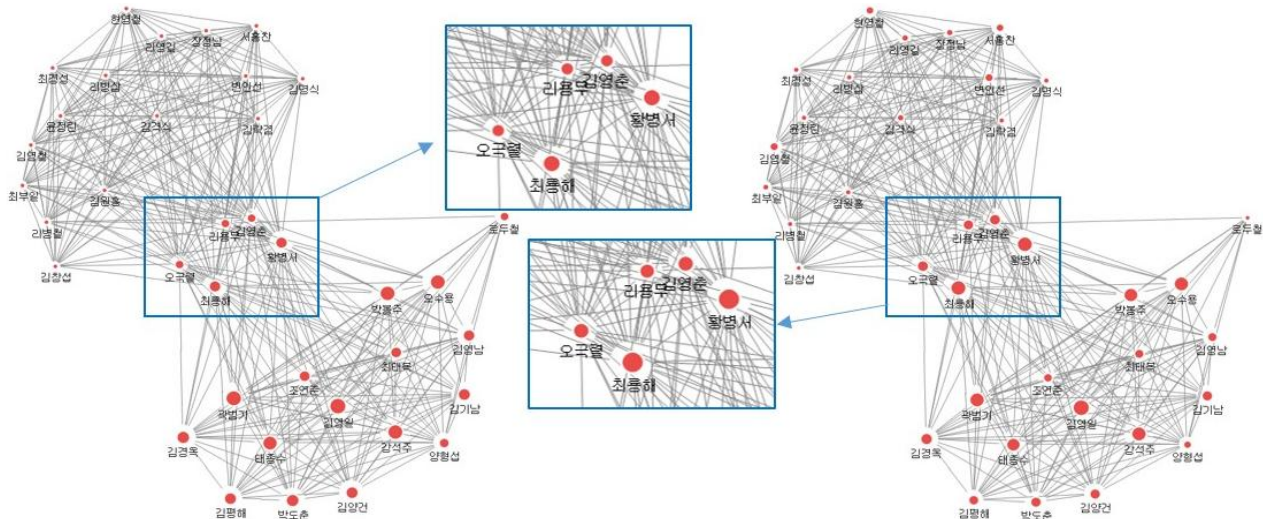 현영철
리영길
장정남
서홍찬
최경성
리병삼
변인선
김명식
윤정린
김격식
김락겸
김영철
최부일
김원홍
리병철
리용무
김영춘
황병서
로두철
김창섭
오국렬
최룡해
박봉주
오수용
김영남
최태복
조연준
곽범기
김영일
김기남
김경옥
태종수
강석주
양형섭
김평해
박도춘
김양건
리용무
김영춘
황병서
오국렬
최룡해
리용무
김영춘
황병서
오국렬
최룡해
현영철
리영길
장정남
서홍찬
최경성
리병삼
변인선
김명식
윤정린
김격식
김락겸
김영철
최부일
김원홍
리병철
리용무
김영춘
황병서
로두철
김창섭
오국렬
최룡해
박봉주
오수용
김영남
최태복
조연준
곽범기
김영일
김기남
김경옥
태종수
강석주
양형섭
김평해
박도춘
김양건